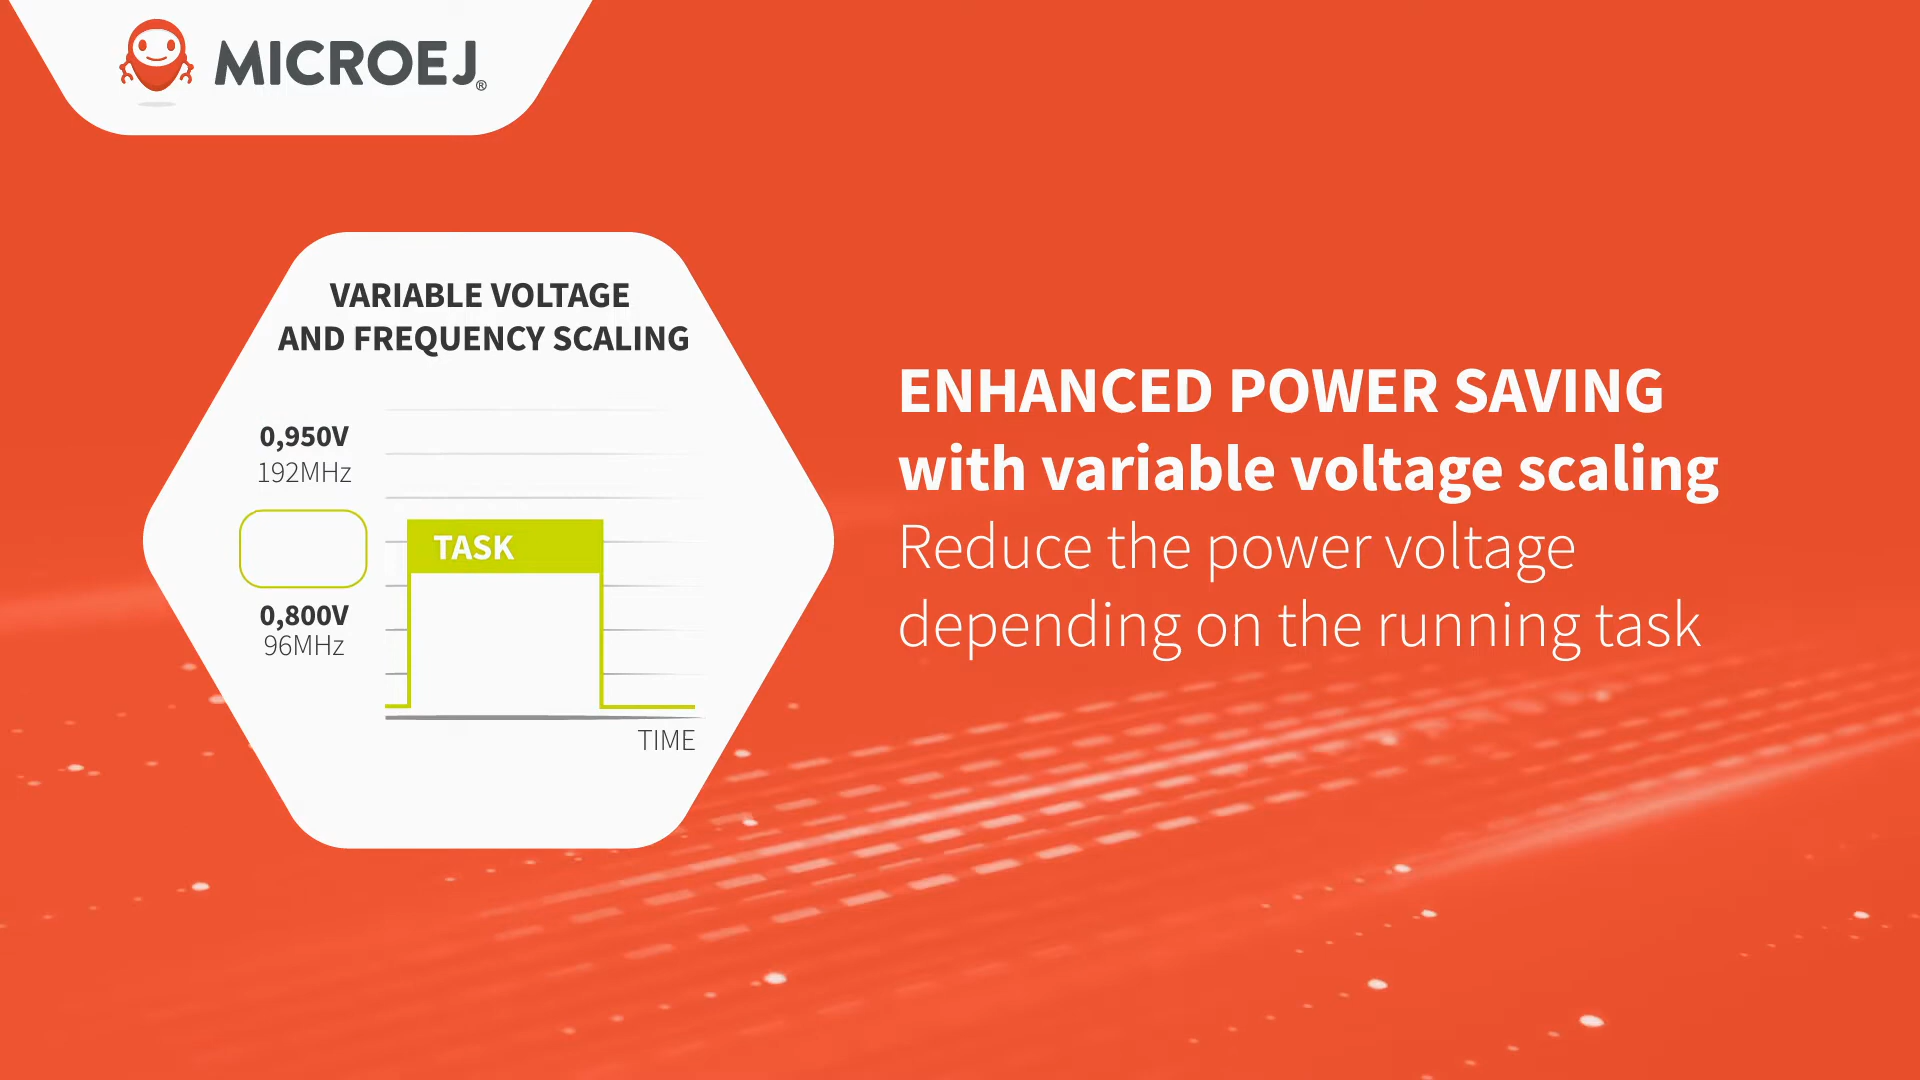 MICROEJ®
VARIABLE VOLTAGE
AND FREQUENCY SCALING
0,950V
192MHz
TASK
0,800V
96MHz
TIME
ENHANCED POWER SAVING
with variable voltage scaling
Reduce the power voltage
depending on the running task